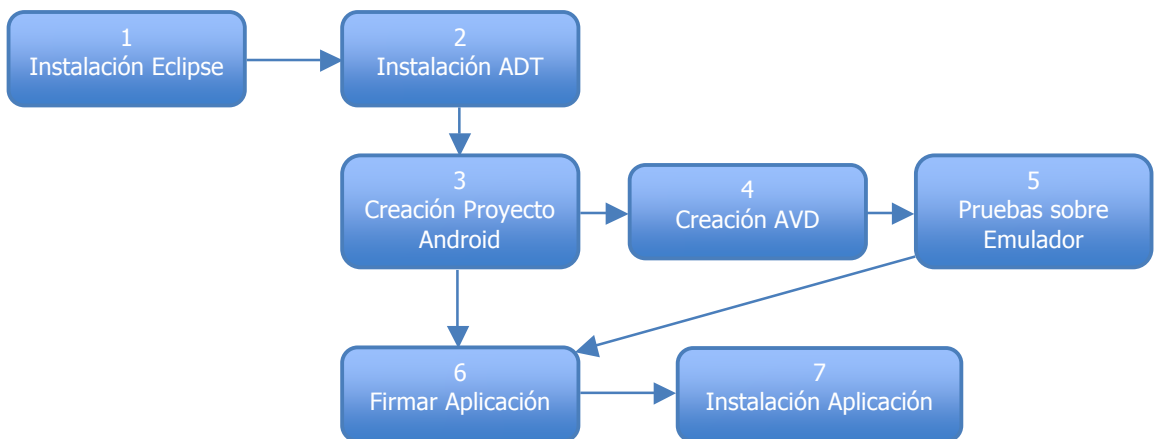 1
Instalación Eclipse
2
Instalación ADT
3
Creación Proyecto
Android
4
Creación AVD
5
Pruebas sobre
Emulador
6
Firmar Aplicación
7
Instalación Aplicación